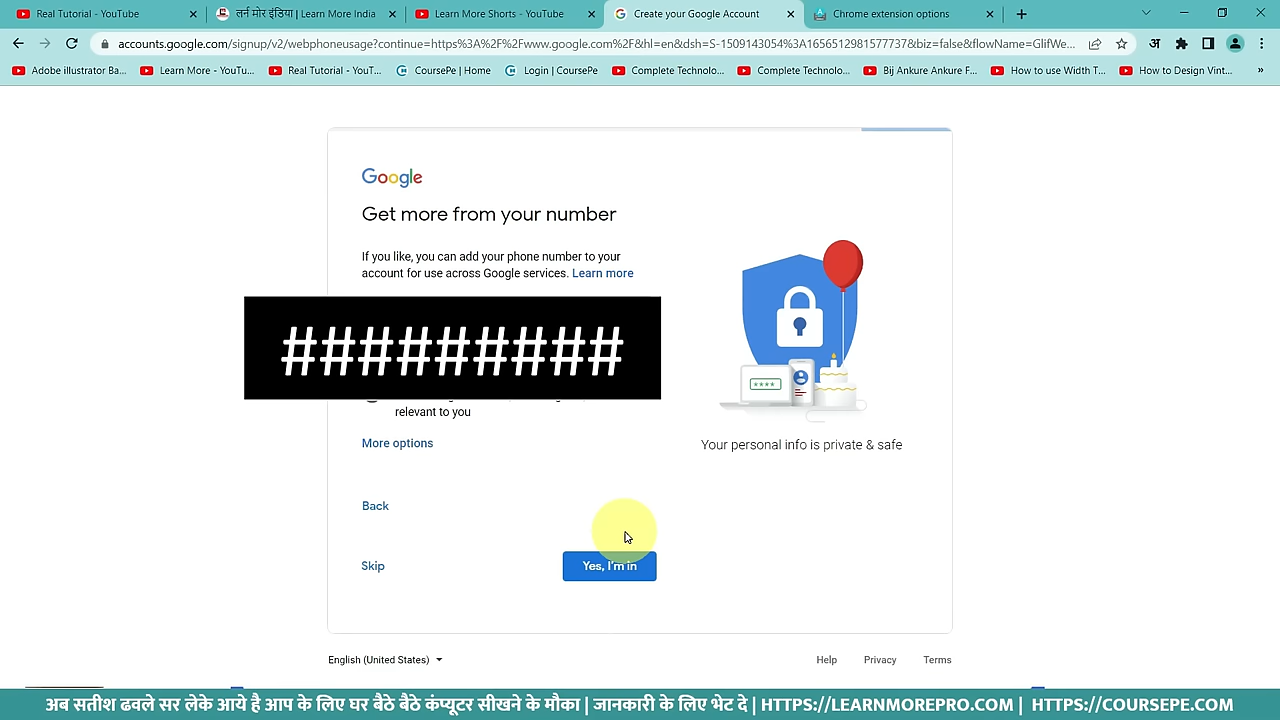 Real Tutorial - YouTube
लर्न मोर इंडिया | Learn More India
Learn More Shorts - YouTube
Create your Google Account
Chrome extension options
accounts.google.com/signup/v2/webphoneusage?continue=https%3A%2F%2Fwww.google.com%2F&hl=en&dsh=S-1509143054%3A1656512981577737&biz=false&flowName=GlifWe...
अ
Adobe illustrator Ba...
Learn More - YouTu...
Real Tutorial - YouT...
CoursePe | Home
Login | CoursePe
Complete Technolo...
Complete Technolo...
Bij Ankure Ankure F...
How to use Width T...
How to Design Vint...
Google
Get more from your number
If you like, you can add your phone number to your
account for use across Google services. Learn more
#########
relevant to you
More options
Back
Skip
Yes, I'm in
****
Your personal info is private & safe
English (United States)
Help
Privacy
Terms
अब सतीश ढवले सर लेके आये है आप के लिए घर बैठे बैठे कंप्यूटर सीखने के मौका | जानकारी के लिए भेट दे | HTTPS://LEARNMOREPRO.COM | HTTPS://COURSEPE.COM